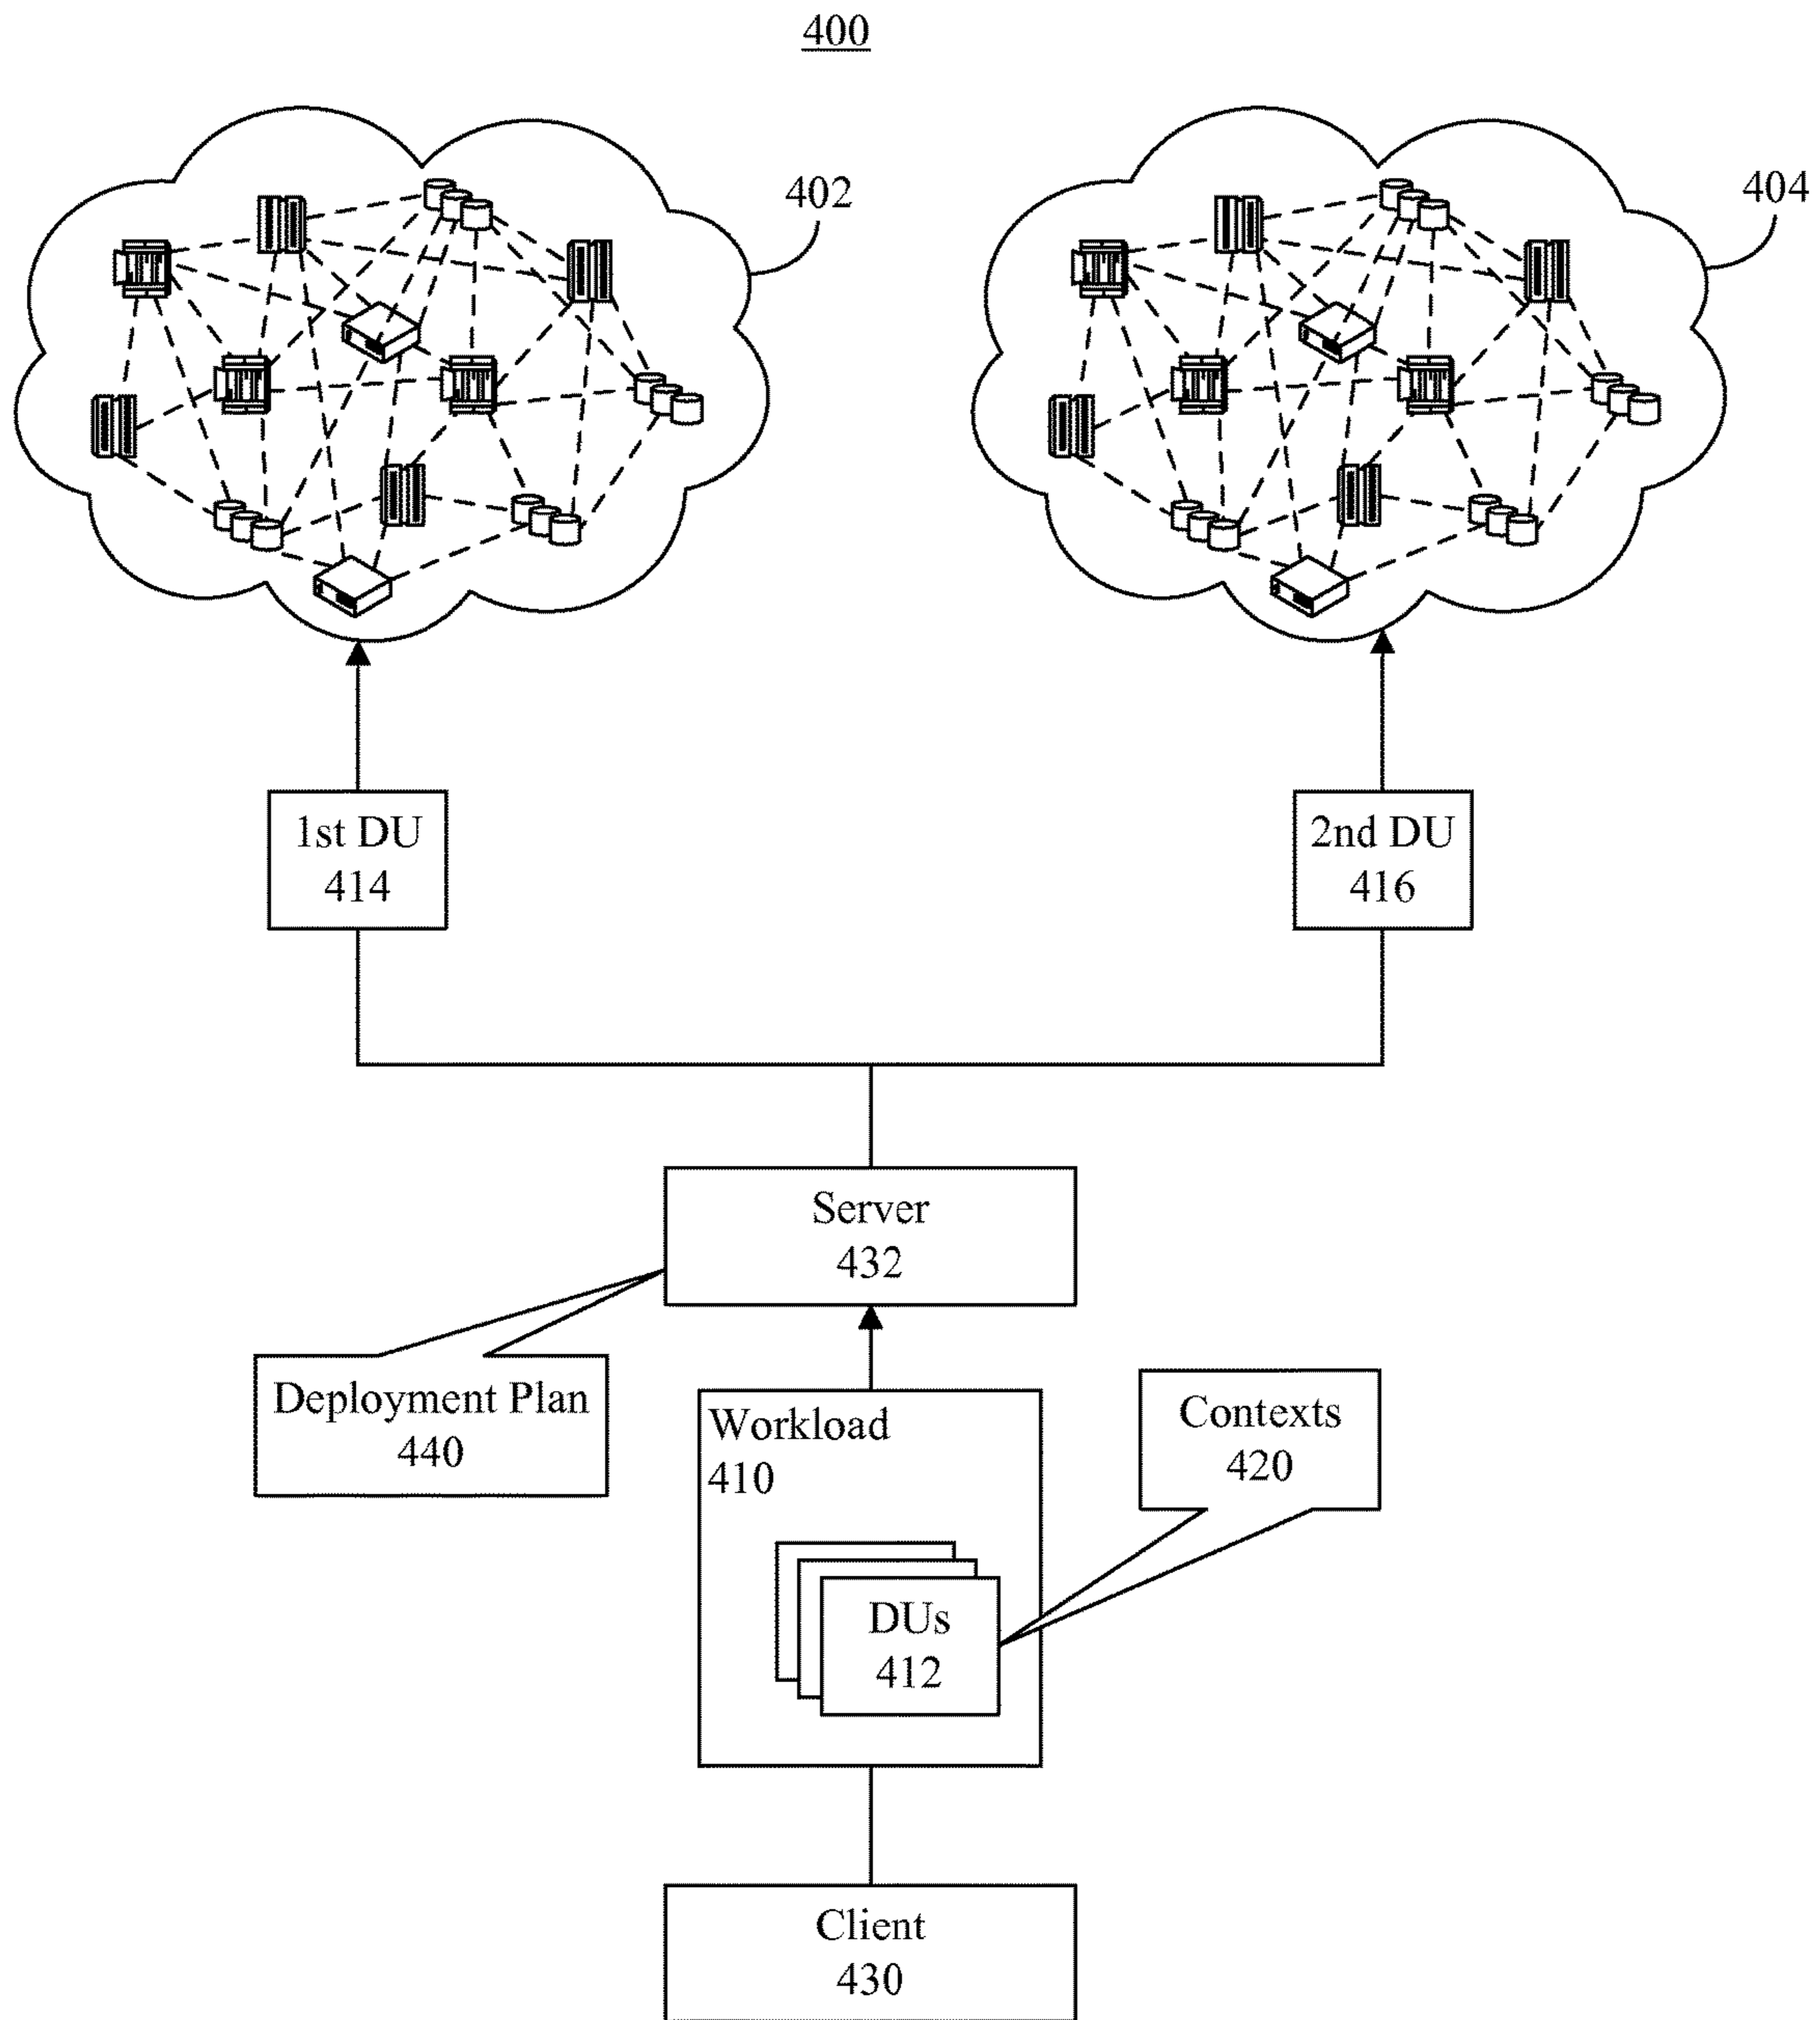 400
402
404
1st DU
414
2nd DU
416
Server
432
Deployment Plan
440
Workload
410
Contexts
420
DUs
412
Client
430